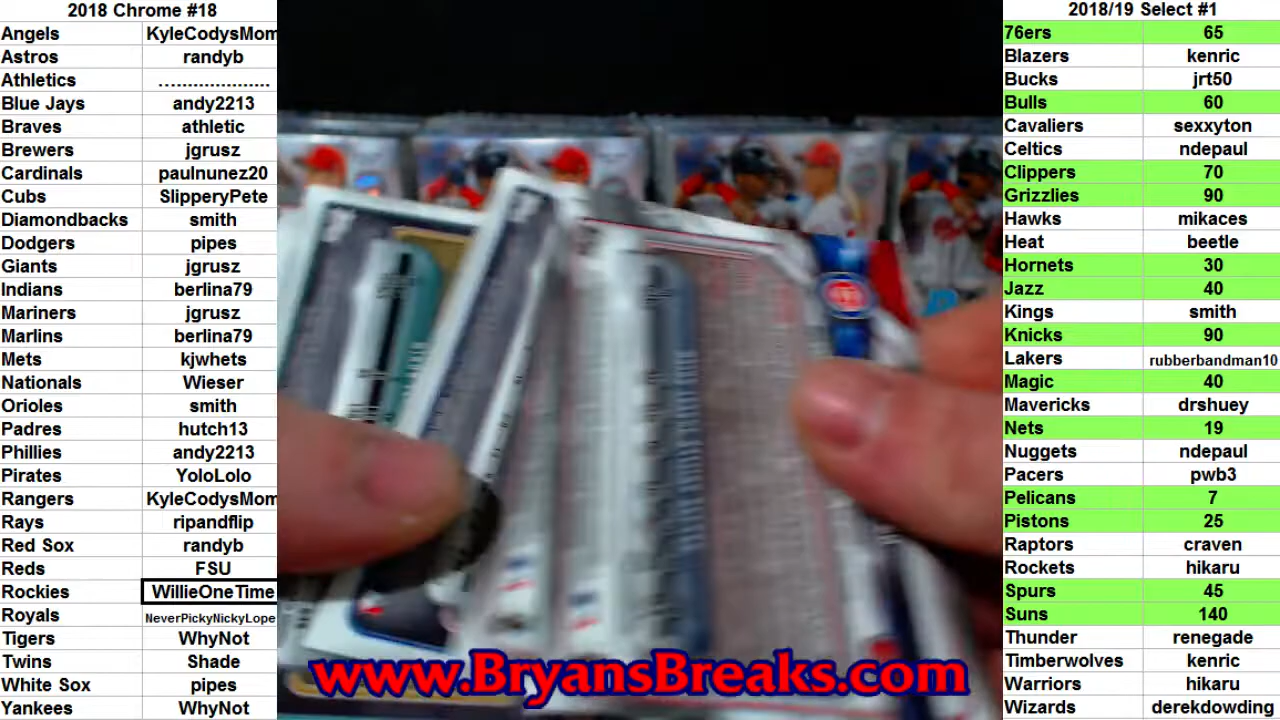 2018 Chrome #18
Angels KyleCodysMom
Astros randyb
Athletics ....................
Blue Jays andy2213
Braves athletic
Brewers jgrusz
Cardinals paulnunez20
Cubs SlipperyPete
Diamondbacks smith
Dodgers pipes
Giants jgrusz
Indians berlina79
Mariners jgrusz
Marlins berlina79
Mets kjwhets
Nationals Wieser
Orioles smith
Padres hutch13
Phillies andy2213
Pirates YoloLolo
Rangers KyleCodysMom
Rays ripandflip
Red Sox randyb
Reds FSU
Rockies WillieOneTime
Royals NeverPickyNickyLope
Tigers WhyNot
Twins Shade
White Sox pipes
Yankees WhyNot
www.BryansBreaks.com
2018/19 Select #1
76ers 65
Blazers kenric
Bucks jrt50
Bulls 60
Cavaliers sexxyton
Celtics ndepaul
Clippers 70
Grizzlies 90
Hawks mikaces
Heat beetle
Hornets 30
Jazz 40
Kings smith
Knicks 90
Lakers rubberbandman10
Magic 40
Mavericks drshuey
Nets 19
Nuggets ndepaul
Pacers pwb3
Pelicans 7
Pistons 25
Raptors craven
Rockets hikaru
Spurs 45
Suns 140
Thunder renegade
Timberwolves kenric
Warriors hikaru
Wizards derekdowding